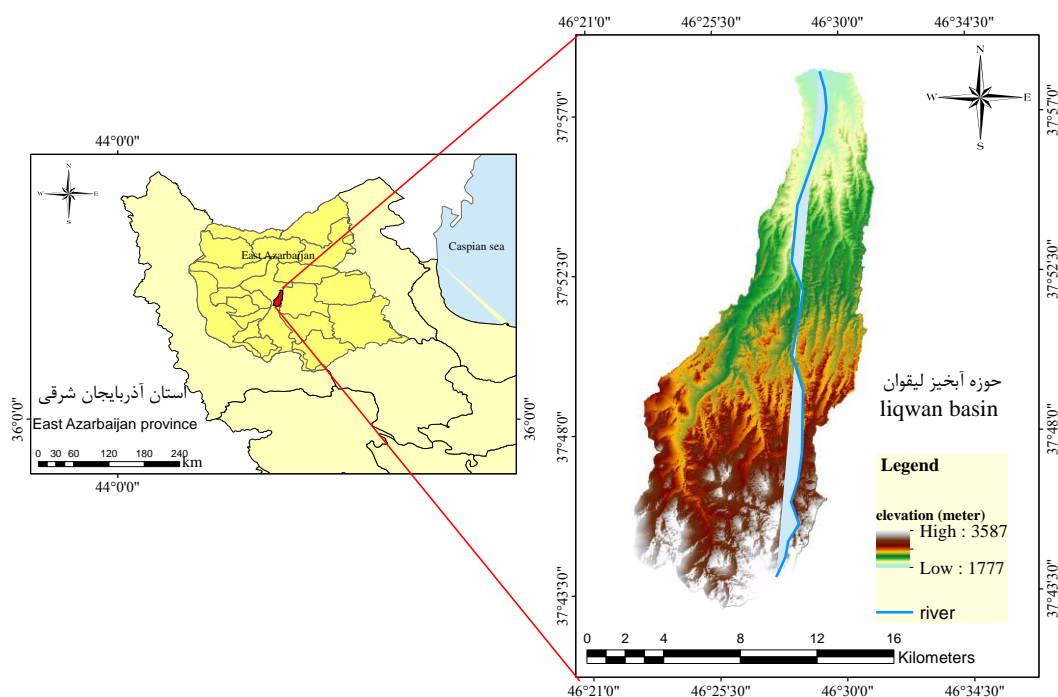 44°0'0"
N
W
E
S
East Azarbaijan
Caspian sea
36°0'0"
36°0'0"
استان آذربایجان شرقی
East Azarbaijan province
0 30 60 120 180 240
km
44°0'0"
46°21'0" 46°25'30" 46°30'0" 46°34'30"
N
W
E
S
37°57'0"
37°57'0"
37°52'30"
37°52'30"
37°48'0"
37°48'0"
37°43'30"
37°43'30"
حوزه آبخیز لیقوان
liqwan basin
Legend
elevation (meter)
High : 3587
Low : 1777
river
0 2 4 8 12 16
Kilometers
46°21'0" 46°25'30" 46°30'0" 46°34'30"